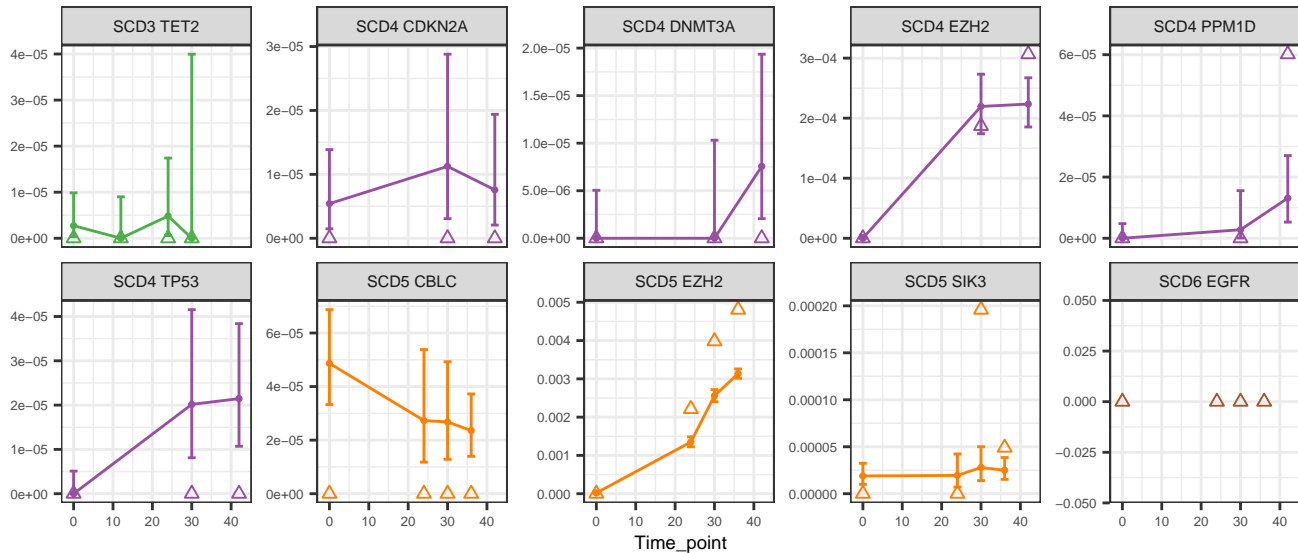 SCD3 TET2
SCD4 CDKN2A
SCD4 DNMT3A
SCD4 EZH2
SCD4 PPM1D
4e−05
3e−05
2e−05
1e−05
0e+00
3e−05
2e−05
1e−05
0e+00
2.0e−05
1.5e−05
1.0e−05
5.0e−06
0.0e+00
3e−04
2e−04
1e−04
0e+00
6e−05
4e−05
2e−05
0e+00
SCD4 TP53
SCD5 CBLC
SCD5 EZH2
SCD5 SIK3
SCD6 EGFR
4e−05
3e−05
2e−05
1e−05
0e+00
6e−05
4e−05
2e−05
0e+00
0.005
0.004
0.003
0.002
0.001
0.000
0.00020
0.00015
0.00010
0.00005
0.00000
0.050
0.025
0.000
−0.025
−0.050
0 10 20 30 40
0 10 20 30 40
0 10 20 30 40
0 10 20 30 40
0 10 20 30 40
Time_point